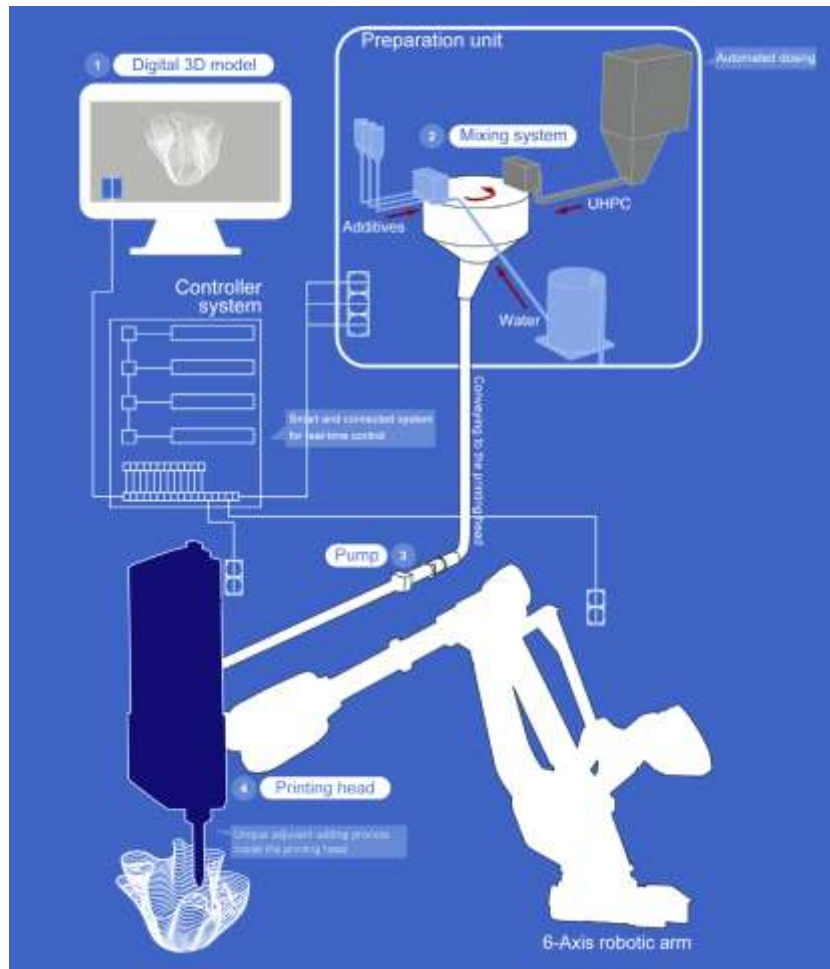 Preparation unit
1 Digital 3D model
Automated dosing
2 Mixing system
Additives
UHPC
Water
Controller
system
Smart and connected system
for real-time control
Conveying to the printing head
Pump 3
4 Printing head
Unique adjuvant adding process
inside the printing head
6-Axis robotic arm